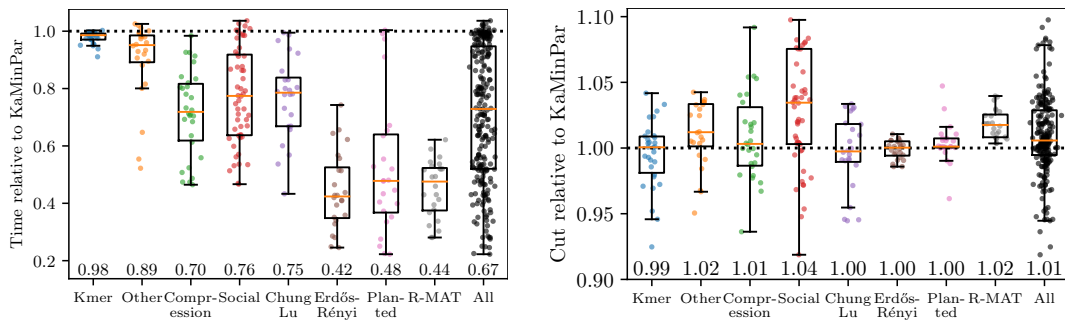 Time relative to KaMinPar
1.0
0.8
0.6
0.4
0.2
0.98 0.89 0.70 0.76 0.75 0.42 0.48 0.44 0.67
Kmer Other Compr- Social Chung Erdős- Plan- R-MAT All
ession Lu Rényi ted
Cut relative to KaMinPar
1.10
1.05
1.00
0.95
0.90
0.99 1.02 1.01 1.04 1.00 1.00 1.00 1.02 1.01
Kmer Other Compr- Social Chung Erdős- Plan- R-MAT All
ession Lu Rényi ted